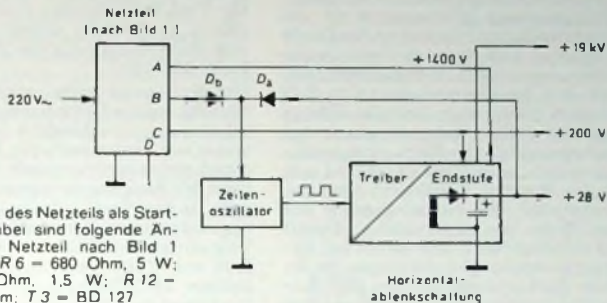 Netzteil
(nach Bild 1)
A
B
C
D
220V~
Db
Da
+1400 V
+19 kV
+200 V
+28 V
Zeilen-
oszillator
Treiber
Endstufe
+
Horizontal-
ablenkschaltung
des Netzteils als Start-
bei sind folgende Än-
Netzteil nach Bild 1
R 6 = 680 Ohm, 5 W;
Ohm, 1,5 W; R 12 =
m; T 3 = BD 127